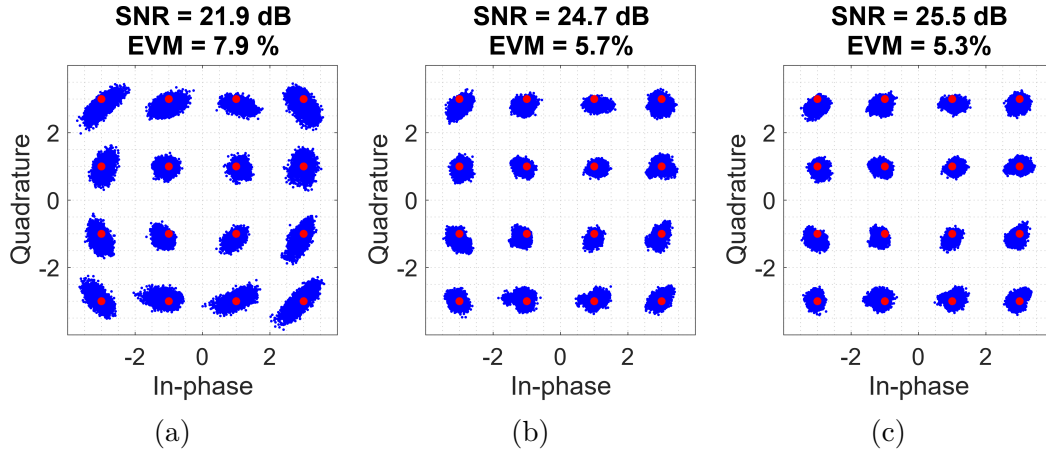 SNR = 21.9 dB
EVM = 7.9 %
Quadrature
2
0
-2
-2
0
2
In-phase
(a)
SNR = 24.7 dB
EVM = 5.7%
Quadrature
2
0
-2
-2
0
2
In-phase
(b)
SNR = 25.5 dB
EVM = 5.3%
Quadrature
2
0
-2
-2
0
2
In-phase
(c)